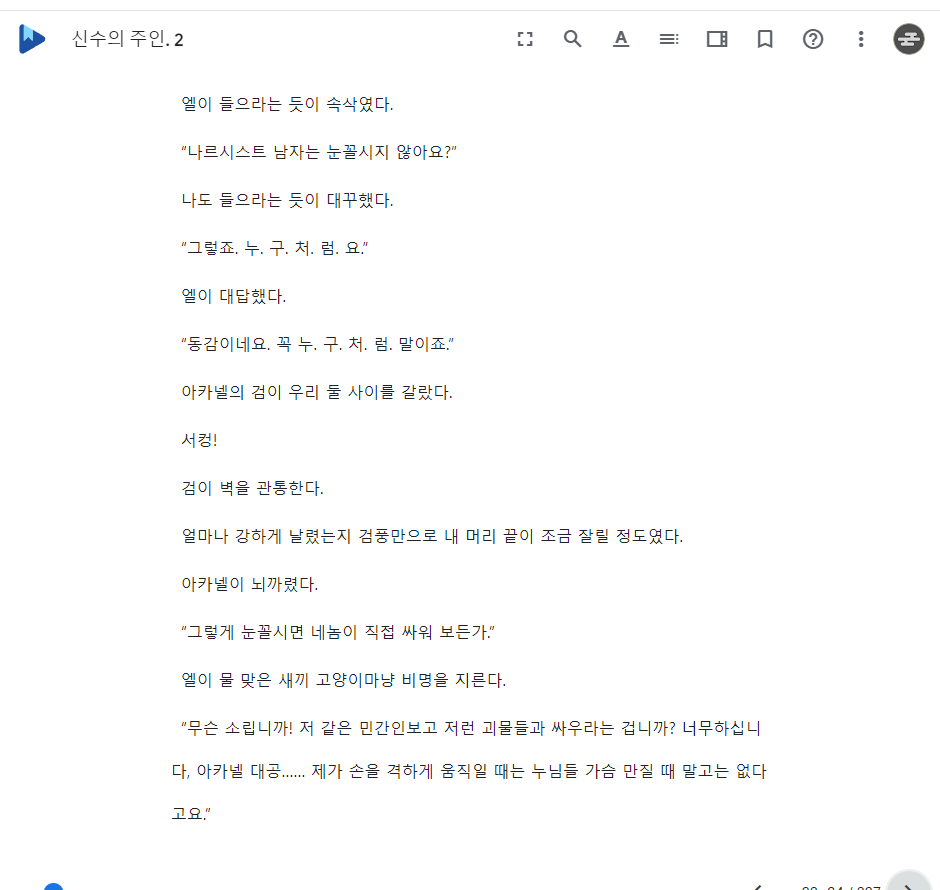 신수의 주인. 2
엘이 들으라는 듯이 속삭였다.
“나르시스트 남자는 눈꼴시지 않아요?”
나도 들으라는 듯이 대꾸했다.
“그렇죠. 누. 구. 처. 럼. 요.”
엘이 대답했다.
“동감이네요. 꼭 누. 구. 처. 럼. 말이죠.”
아카넬의 검이 우리 둘 사이를 갈랐다.
서컹!
검이 벽을 관통한다.
얼마나 강하게 날렸는지 검풍만으로 내 머리 끝이 조금 잘릴 정도였다.
아카넬이 뇌까렸다.
“그렇게 눈꼴시면 네놈이 직접 싸워 보든가.”
엘이 물 맞은 새끼 고양이마냥 비명을 지른다.
“무슨 소립니까! 저 같은 민간인보고 저런 괴물들과 싸우라는 겁니까? 너무하십니
다, 아카넬 대공…… 제가 손을 격하게 움직일 때는 누님들 가슴 만질 때 말고는 없다
고요.”